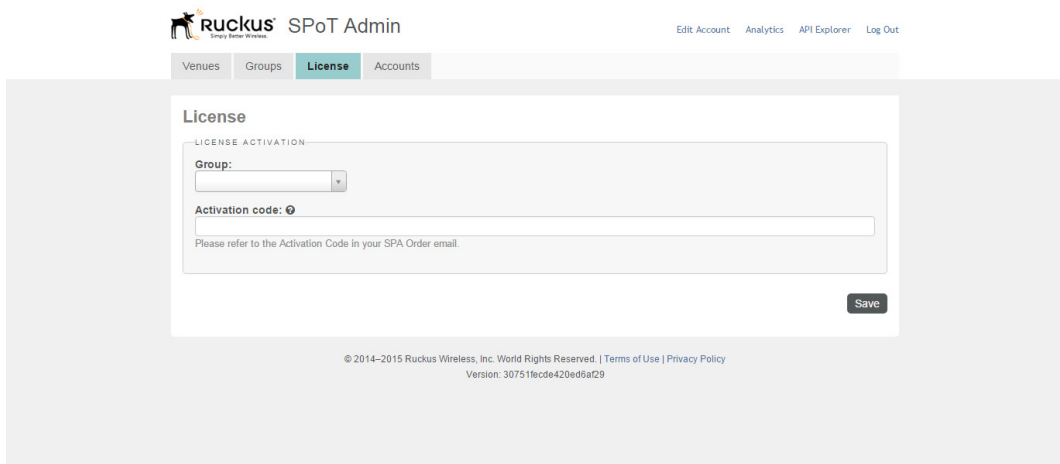 Ruckus SPoT Admin
Simply Better Wireless.
Edit Account Analytics API Explorer Log Out
Venues Groups License Accounts
License
LICENSE ACTIVATION
Group:
Activation code:
Please refer to the Activation Code in your SPA Order email.
Save
© 2014–2015 Ruckus Wireless, Inc. World Rights Reserved. | Terms of Use | Privacy Policy
Version: 30751fecde420ed6af29